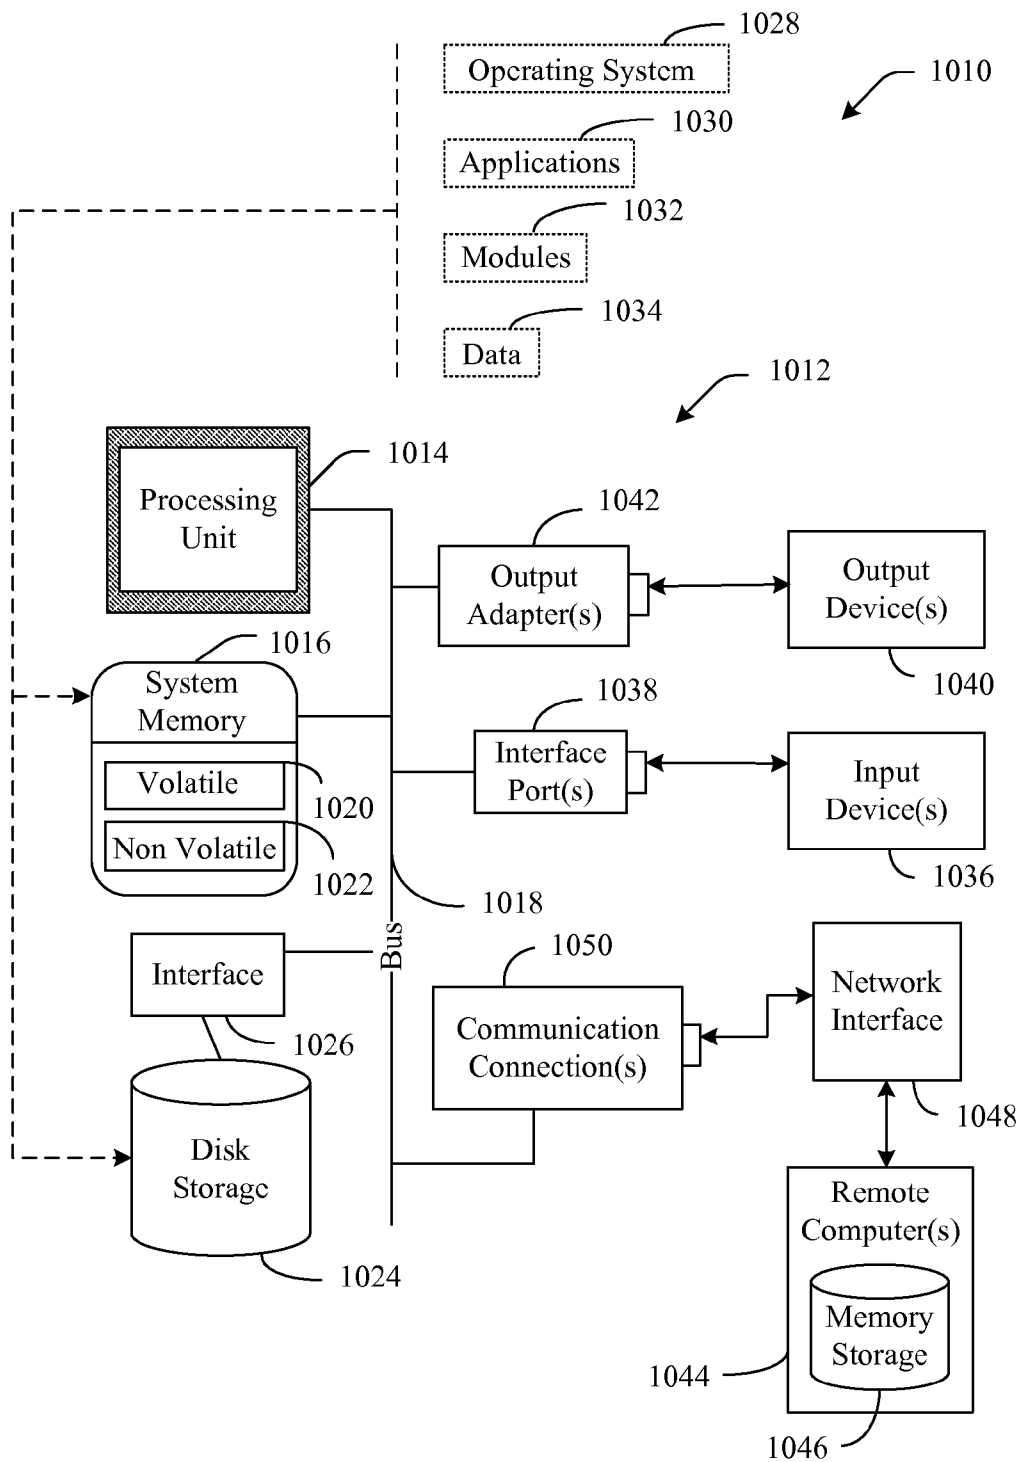 1028
Operating System
1010
1030
Applications
1032
Modules
1034
Data
1012
1014
Processing
Unit
1042
Output
Adapter(s)
Output
Device(s)
1040
1016
System
Memory
1038
Interface
Port(s)
Input
Device(s)
1036
Volatile
1020
Non Volatile
1022
1018
Bus
Interface
1026
1050
Communication
Connection(s)
Network
Interface
1048
Disk
Storage
1024
Remote
Computer(s)
Memory
Storage
1044
1046